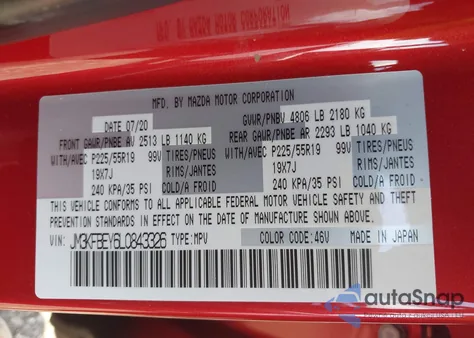 MFD. BY MAZDA MOTOR CORPORATION
DATE 07/20 GVWR/PNBV 4806 LB 2180 KG
FRONT GAWR/PNBE AV 2513 LB 1140 KG REAR GAWR/PNBE AR 2293 LB 1040 KG
WITH/AVEC P225/55R19 99V TIRES/PNEUS WITH/AVEC P225/55R19 99V TIRES/PNEUS
19X7J RIMS/JANTES 19X7J RIMS/JANTES
240 KPA/35 PSI COLD/A FROID 240 KPA/35 PSI COLD/A FROID
THIS VEHICLE CONFORMS TO ALL APPLICABLE FEDERAL MOTOR VEHICLE SAFETY AND THEFT
PREVENTION STANDARDS IN EFFECT ON THE DATE OF MANUFACTURE SHOWN ABOVE.
VIN: JM3KFBEY6L0843326 TYPE:MPV COLOR CODE:46V MADE IN JAPAN
autoSnap